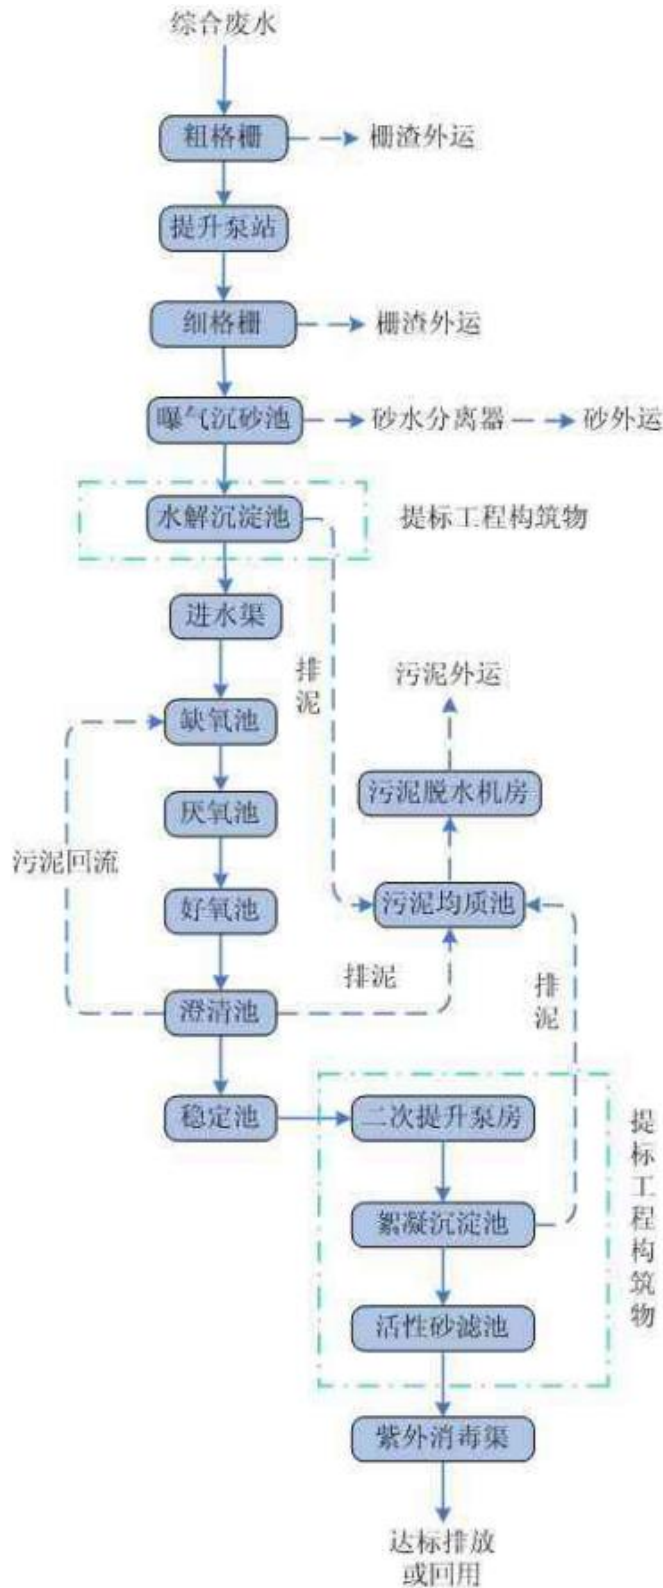 综合废水
粗格栅
栅渣外运
提升泵站
细格栅
栅渣外运
曝气沉砂池
砂水分离器
砂外运
水解沉淀池
提标工程构筑物
进水渠
排泥
污泥外运
缺氧池
污泥脱水机房
厌氧池
污泥回流
污泥均质池
好氧池
排泥
排泥
澄清池
稳定池
二次提升泵房
提标工程构筑物
絮凝沉淀池
活性砂滤池
紫外消毒渠
达标排放
或回用